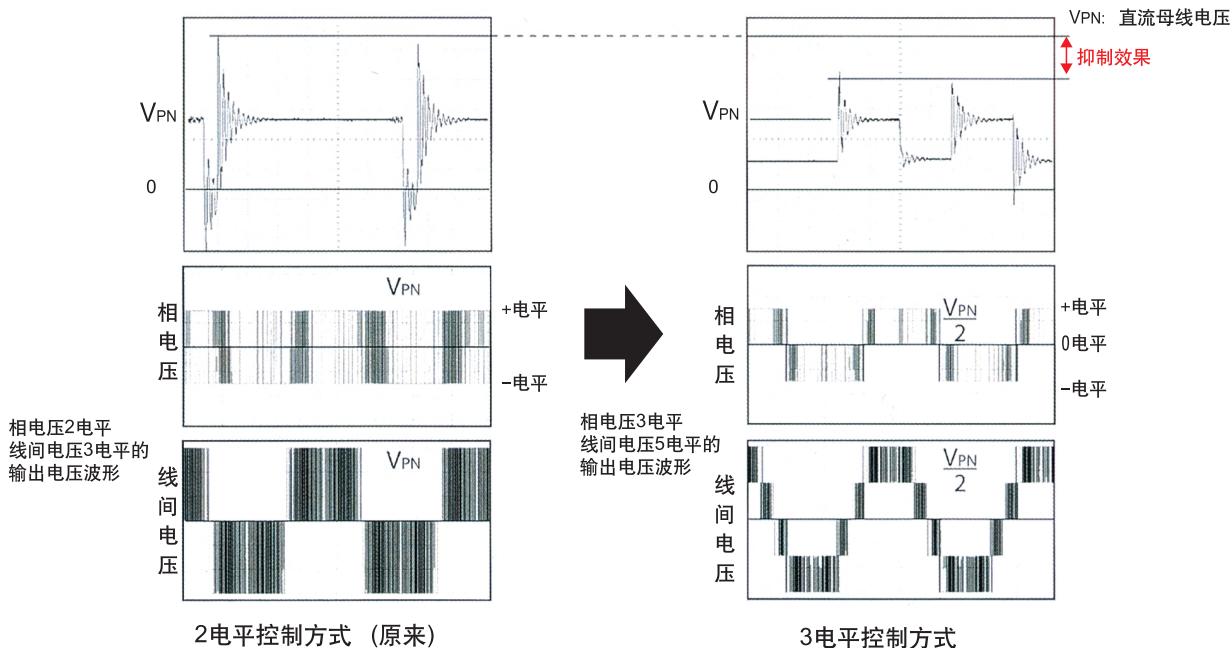 VPN: 直流母线电压
抑制效果
VPN
0
VPN
0
相电压
VPN
+电平
−电平
相电压
VPN
2
+电平
0电平
−电平
相电压2电平
线间电压3电平的
输出电压波形
线间电压
VPN
相电压3电平
线间电压5电平的
输出电压波形
线间电压
VPN
2
2电平控制方式 (原来)
3电平控制方式